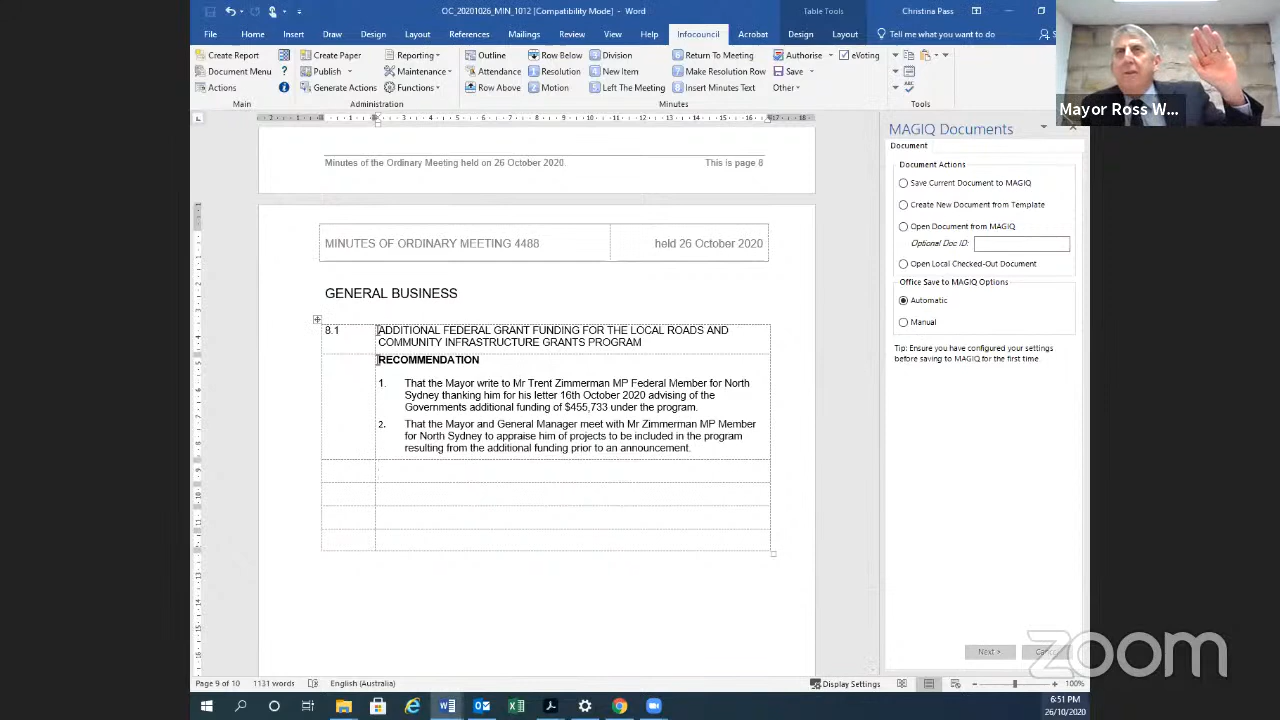 OC_20201026_MIN_1012 [Compatibility Mode] - Word
Table Tools
Christina Pass
File Home Insert Draw Design Layout References Mailings Review View Help Infocouncil Acrobat Design Layout Tell me what you want to do
Create Report Create Paper Reporting Outline Row Below Division Return To Meeting Authorise eVoting
Document Menu Publish Maintenance Attendance Resolution New Item Make Resolution Row Save
Actions Generate Actions Functions Row Above Motion Left The Meeting Insert Minutes Text Other
Main Administration Minutes Tools
Mayor Ross W...
Minutes of the Ordinary Meeting held on 26 October 2020. This is page 8
MINUTES OF ORDINARY MEETING 4488 held 26 October 2020
GENERAL BUSINESS
8.1 ADDITIONAL FEDERAL GRANT FUNDING FOR THE LOCAL ROADS AND
COMMUNITY INFRASTRUCTURE GRANTS PROGRAM
RECOMMENDATION
1. That the Mayor write to Mr Trent Zimmerman MP Federal Member for North
Sydney thanking him for his letter 16th October 2020 advising of the
Governments additional funding of $455,733 under the program.
2. That the Mayor and General Manager meet with Mr Zimmerman MP Member
for North Sydney to appraise him of projects to be included in the program
resulting from the additional funding prior to an announcement.
MAGIQ Documents
Document
Document Actions
Save Current Document to MAGIQ
Create New Document from Template
Open Document from MAGIQ
Optional Doc ID:
Open Local Checked-Out Document
Office Save to MAGIQ Options
Automatic
Manual
Tip: Ensure you have configured your settings
before saving to MAGIQ for the first time.
Next >
zoom
Page 9 of 10 1131 words English (Australia) Display Settings 100%
6:51 PM
26/10/2020